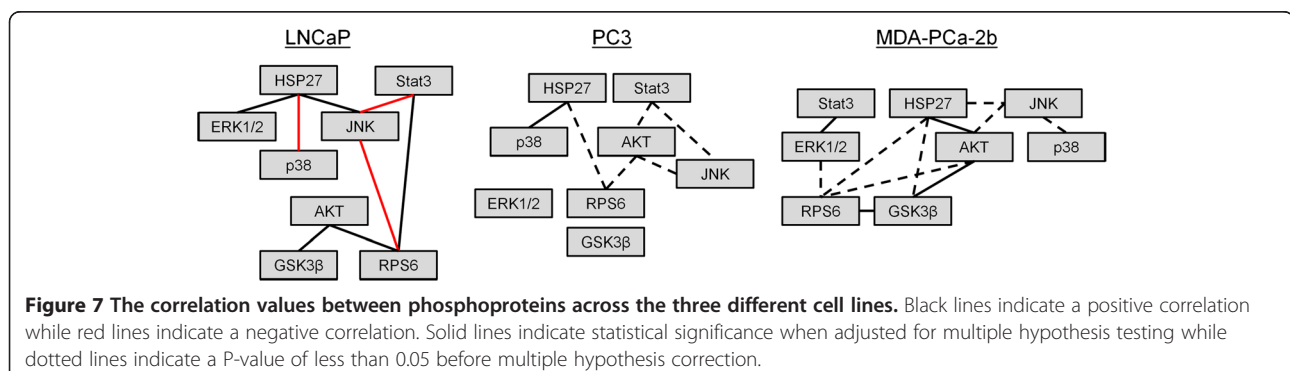 LNCaP
PC3
MDA-PCa-2b
HSP27
Stat3
ERK1/2
JNK
p38
AKT
GSK3β
RPS6
HSP27
Stat3
p38
AKT
JNK
ERK1/2
RPS6
GSK3β
Stat3
HSP27
JNK
ERK1/2
AKT
p38
RPS6
GSK3β
Figure 7 The correlation values between phosphoproteins across the three different cell lines. Black lines indicate a positive correlation
while red lines indicate a negative correlation. Solid lines indicate statistical significance when adjusted for multiple hypothesis testing while
dotted lines indicate a P-value of less than 0.05 before multiple hypothesis correction.